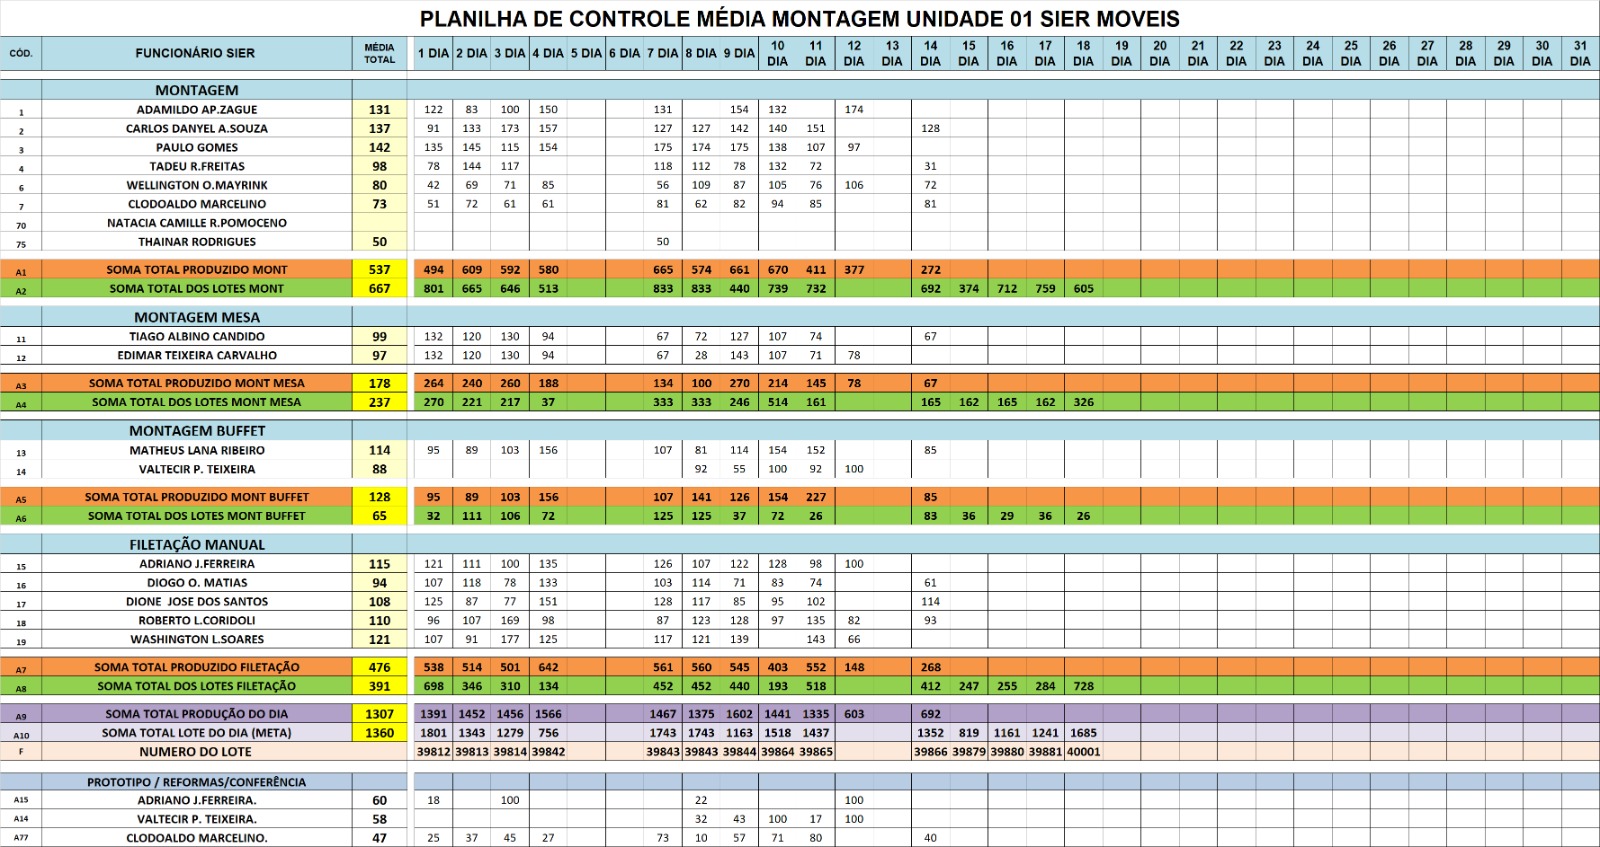 PLANILHA DE CONTROLE MÉDIA MONTAGEM UNIDADE 01 SIER MOVEIS
CÓD. FUNCIONÁRIO SIER MÉDIA TOTAL 1 DIA 2 DIA 3 DIA 4 DIA 5 DIA 6 DIA 7 DIA 8 DIA 9 DIA 10 DIA 11 DIA 12 DIA 13 DIA 14 DIA 15 DIA 16 DIA 17 DIA 18 DIA 19 DIA 20 DIA 21 DIA 22 DIA 23 DIA 24 DIA 25 DIA 26 DIA 27 DIA 28 DIA 29 DIA 30 DIA 31 DIA
MONTAGEM
1 ADAMILDO AP.ZAGUE 131 122 83 100 150 131 154 132 174
2 CARLOS DANYEL A.SOUZA 137 91 133 173 157 127 127 142 140 151 128
3 PAULO GOMES 142 135 145 115 154 175 174 175 138 107 97
4 TADEU R.FREITAS 98 78 144 117 118 112 78 132 72 31
6 WELLINGTON O.MAYRINK 80 42 69 71 85 56 109 87 105 76 106 72
7 CLODOALDO MARCELINO 73 51 72 61 61 81 62 82 94 85 81
70 NATACIA CAMILLE R.POMOCENO
75 THAINAR RODRIGUES 50 50
A1 SOMA TOTAL PRODUZIDO MONT 537 494 609 592 580 665 574 661 670 411 377 272
A2 SOMA TOTAL DOS LOTES MONT 667 801 665 646 513 833 833 440 739 732 692 374 712 759 605
MONTAGEM MESA
11 TIAGO ALBINO CANDIDO 99 132 120 130 94 67 72 127 107 74 67
12 EDIMAR TEIXEIRA CARVALHO 97 132 120 130 94 67 28 143 107 71 78
A3 SOMA TOTAL PRODUZIDO MONT MESA 178 264 240 260 188 134 100 270 214 145 78 67
A4 SOMA TOTAL DOS LOTES MONT MESA 237 270 221 217 37 333 333 246 514 161 165 162 165 162 326
MONTAGEM BUFFET
13 MATHEUS LANA RIBEIRO 114 95 89 103 156 107 81 114 154 152 85
14 VALTECIR P. TEIXEIRA 88 92 55 100 92 100
A5 SOMA TOTAL PRODUZIDO MONT BUFFET 128 95 89 103 156 107 141 126 154 227 85
A6 SOMA TOTAL DOS LOTES MONT BUFFET 65 32 111 106 72 125 125 37 72 26 83 36 29 36 26
FILETAÇÃO MANUAL
15 ADRIANO J.FERREIRA 115 121 111 100 135 126 107 122 128 98 100
16 DIOGO O. MATIAS 94 107 118 78 133 103 114 71 83 74 61
17 DIONE JOSE DOS SANTOS 108 125 87 77 151 128 117 85 95 102 114
18 ROBERTO L.CORIDOLI 110 96 107 169 98 87 123 128 97 135 82 93
19 WASHINGTON L.SOARES 121 107 91 177 125 117 121 139 143 66
A7 SOMA TOTAL PRODUZIDO FILETAÇÃO 476 538 514 501 642 561 560 545 403 552 148 268
A8 SOMA TOTAL DOS LOTES FILETAÇÃO 391 698 346 310 134 452 452 440 193 518 412 247 255 284 728
A9 SOMA TOTAL PRODUÇÃO DO DIA 1307 1391 1452 1456 1566 1467 1375 1602 1441 1335 603 692
A10 SOMA TOTAL LOTE DO DIA (META) 1360 1801 1343 1279 756 1743 1743 1163 1518 1437 1352 819 1161 1241 1685
F NUMERO DO LOTE 39812 39813 39814 39842 39843 39843 39844 39864 39865 39866 39879 39880 39881 40001
PROTOTIPO / REFORMAS/CONFERÊNCIA
A15 ADRIANO J.FERREIRA. 60 18 100 22 100
A14 VALTECIR P. TEIXEIRA. 58 32 43 100 17 100
A77 CLODOALDO MARCELINO. 47 25 37 45 27 73 10 57 71 80 40